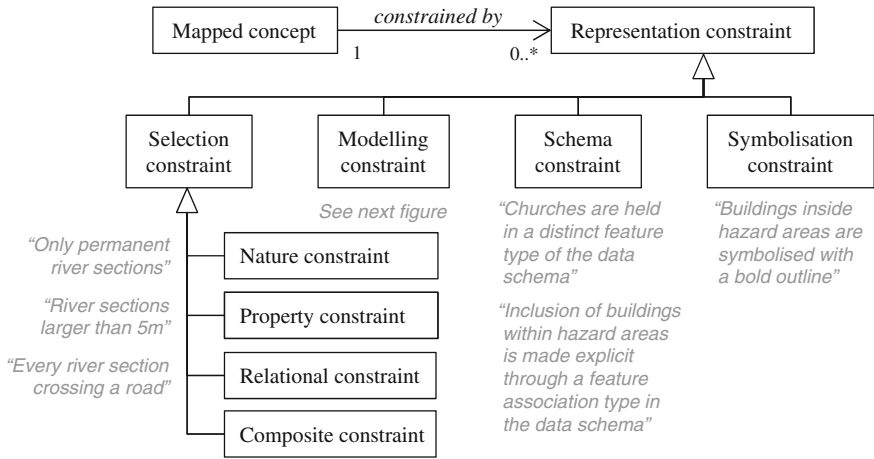 Mapped concept
constrained by
1
0..*
Representation constraint
Selection
constraint
Modelling
constraint
Schema
constraint
Symbolisation
constraint
See next figure
“Churches are held
in a distinct feature
type of the data
schema”
“Buildings inside
hazard areas are
symbolised with
a bold outline”
“Only permanent
river sections”
Nature constraint
“River sections
larger than 5m”
Property constraint
“Inclusion of buildings
within hazard areas
is made explicit
through a feature
association type in
the data schema”
“Every river section
crossing a road”
Relational constraint
Composite constraint